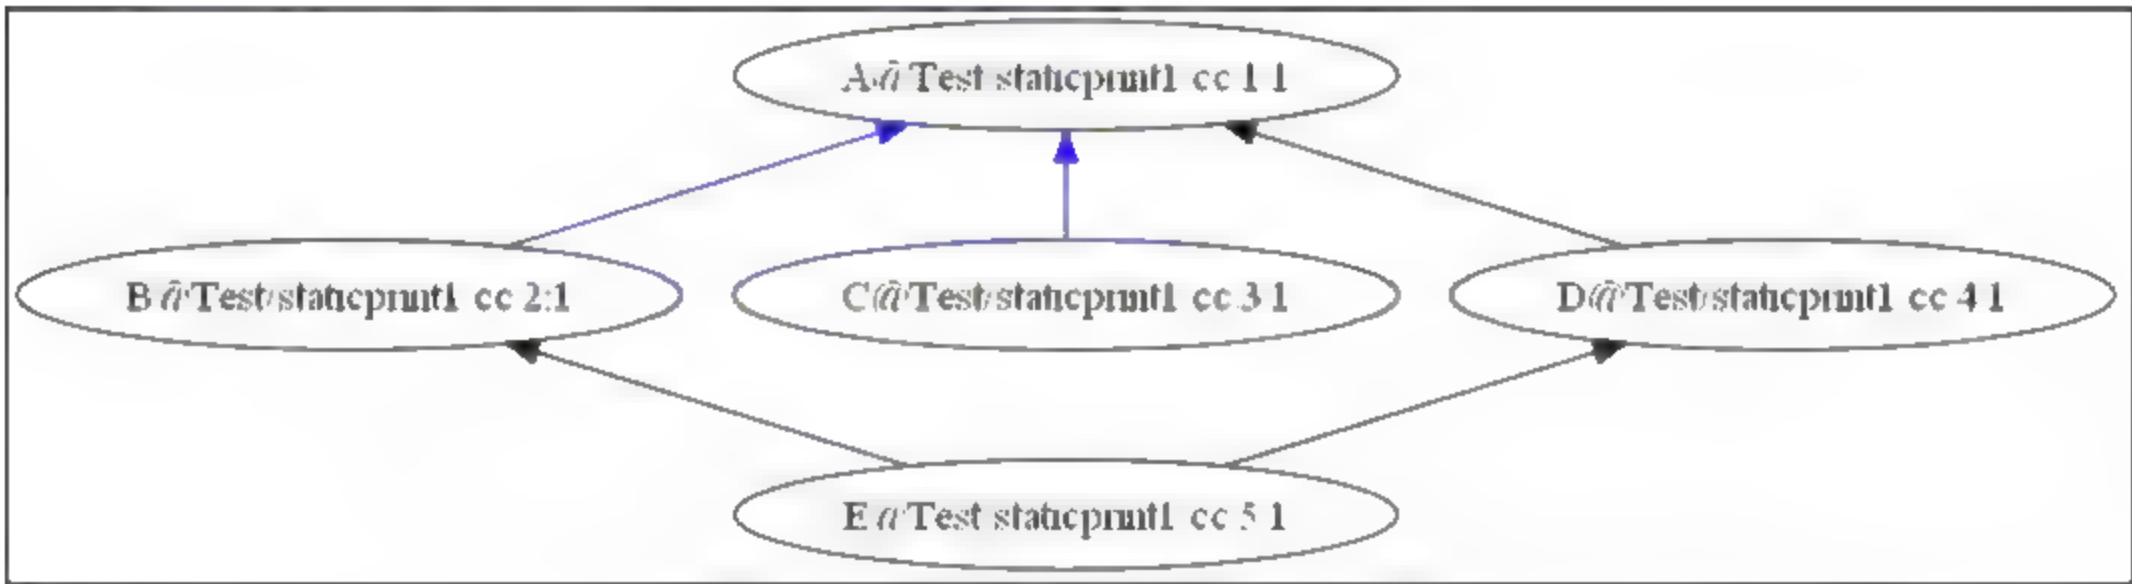 A@Test/staticprint1.cc:1:1
B@Test/staticprint1.cc:2:1
C@Test/staticprint1.cc:3:1
D@Test/staticprint1.cc:4:1
E@Test/staticprint1.cc:5:1